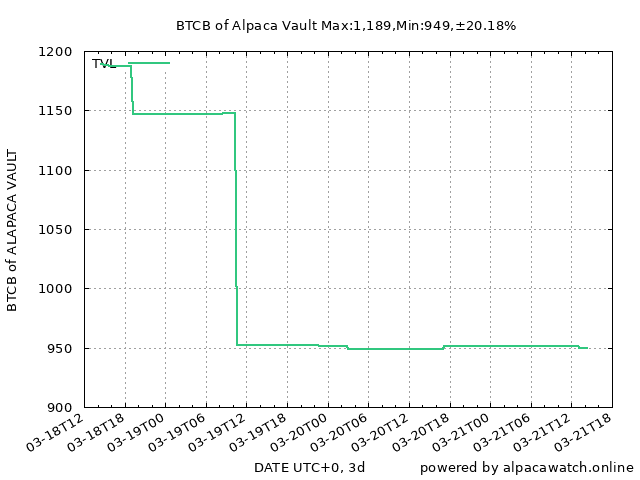 BTCB of Alpaca Vault Max:1,189,Min:949,±20.18%
1200
TVL
1150
1100
1050
1000
950
900
BTCB of ALAPACA VAULT
03-18T12
03-18T18
03-19T00
03-19T06
03-19T12
03-19T18
03-20T00
03-20T06
03-20T12
03-20T18
03-21T00
03-21T06
03-21T12
03-21T18
DATE UTC+0, 3d
powered by alpacawatch.online